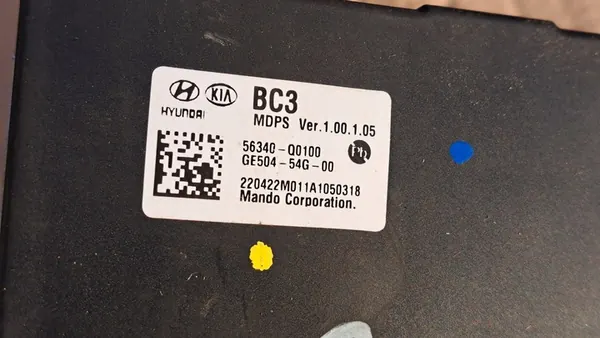 HYUNDAI KIA BC3
MDPS Ver.1.00.1.05
56340-Q0100
GE504-54G-00
220422M011A1050318
Mando Corporation.